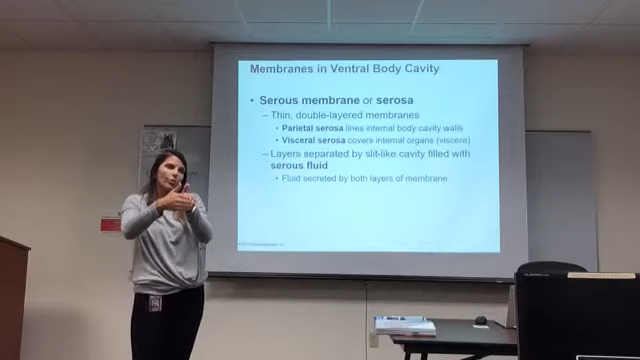 Membranes in Ventral Body Cavity
• Serous membrane or serosa
– Thin, double-layered membranes
• Parietal serosa lines internal body cavity walls
• Visceral serosa covers internal organs (viscera)
– Layers separated by slit-like cavity filled with
serous fluid
• Fluid secreted by both layers of membrane